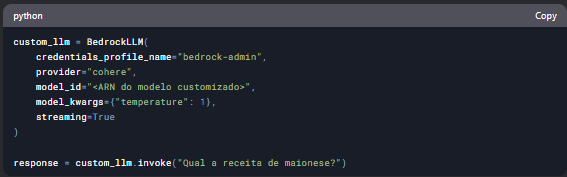 python Copy
custom_llm = BedrockLLM(
    credentials_profile_name="bedrock-admin",
    provider="cohere",
    model_id="<ARN do modelo customizado>",
    model_kwargs={"temperature": 1},
    streaming=True
)
response = custom_llm.invoke("Qual a receita de maionese?")